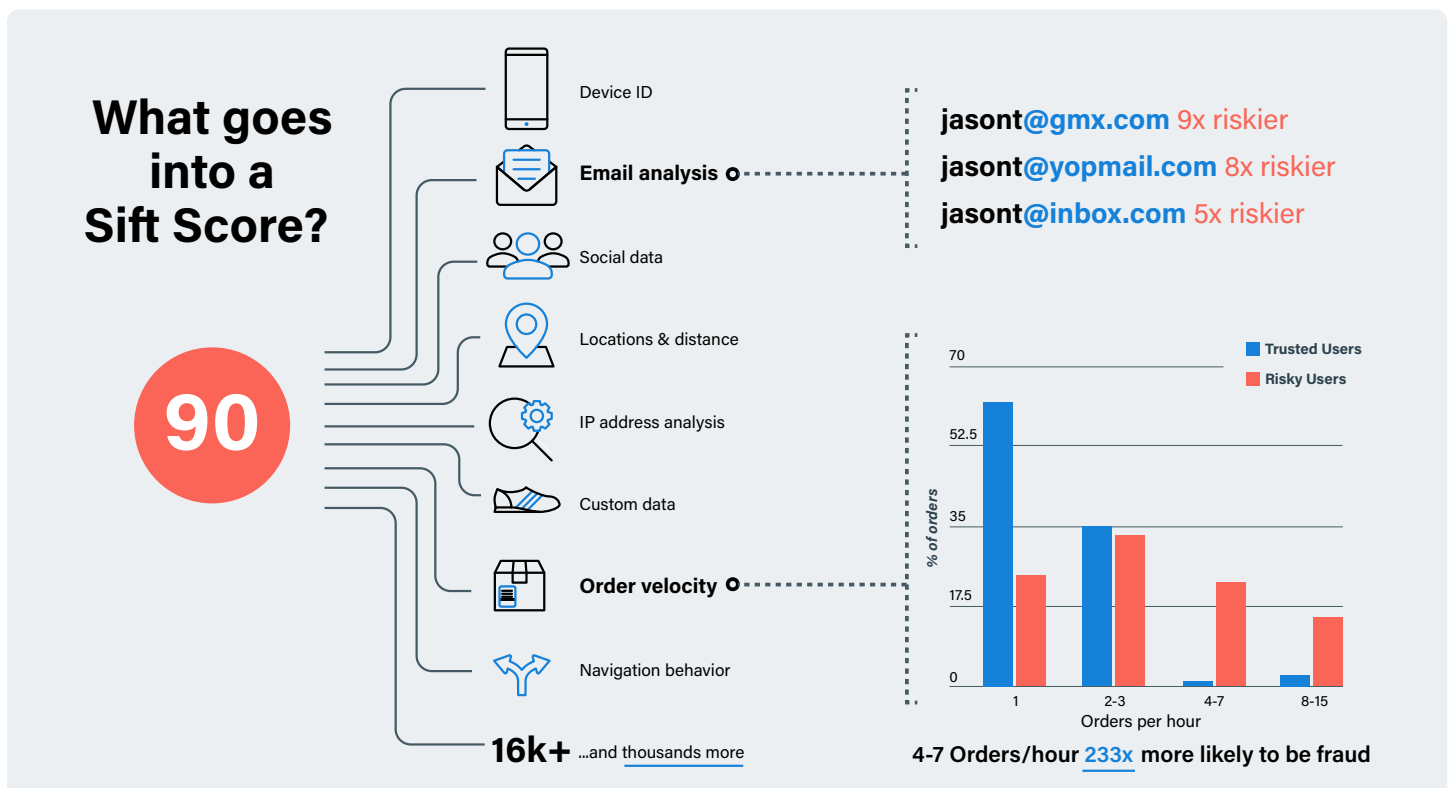 What goes
into a
Sift Score?
90
Device ID
Email analysis
Social data
Locations & distance
IP address analysis
Custom data
Order velocity
Navigation behavior
16k+ ...and thousands more
jasont@gmx.com 9x riskier
jasont@yopmail.com 8x riskier
jasont@inbox.com 5x riskier
Trusted Users
Risky Users
% of orders
70
52.5
35
17.5
0
1 2-3 4-7 8-15
Orders per hour
4-7 Orders/hour 233x more likely to be fraud